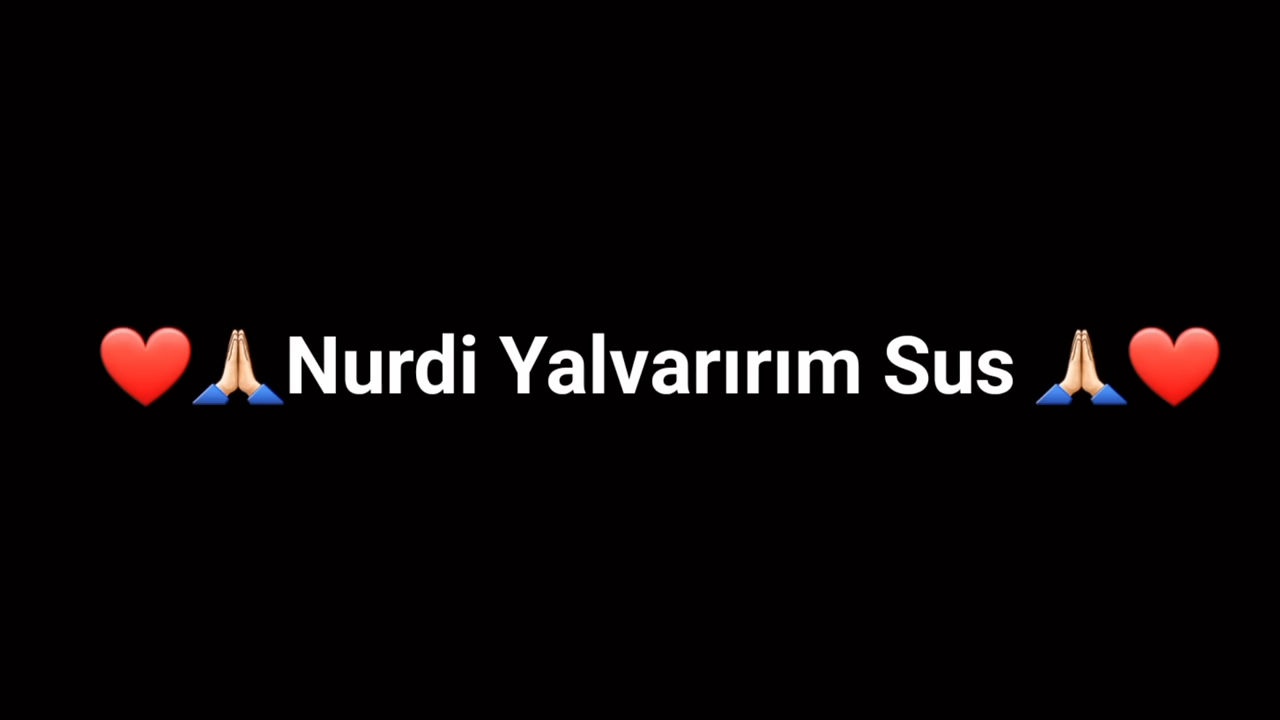 ❤️🙏🏻Nurdi Yalvarırım Sus 🙏🏻❤️